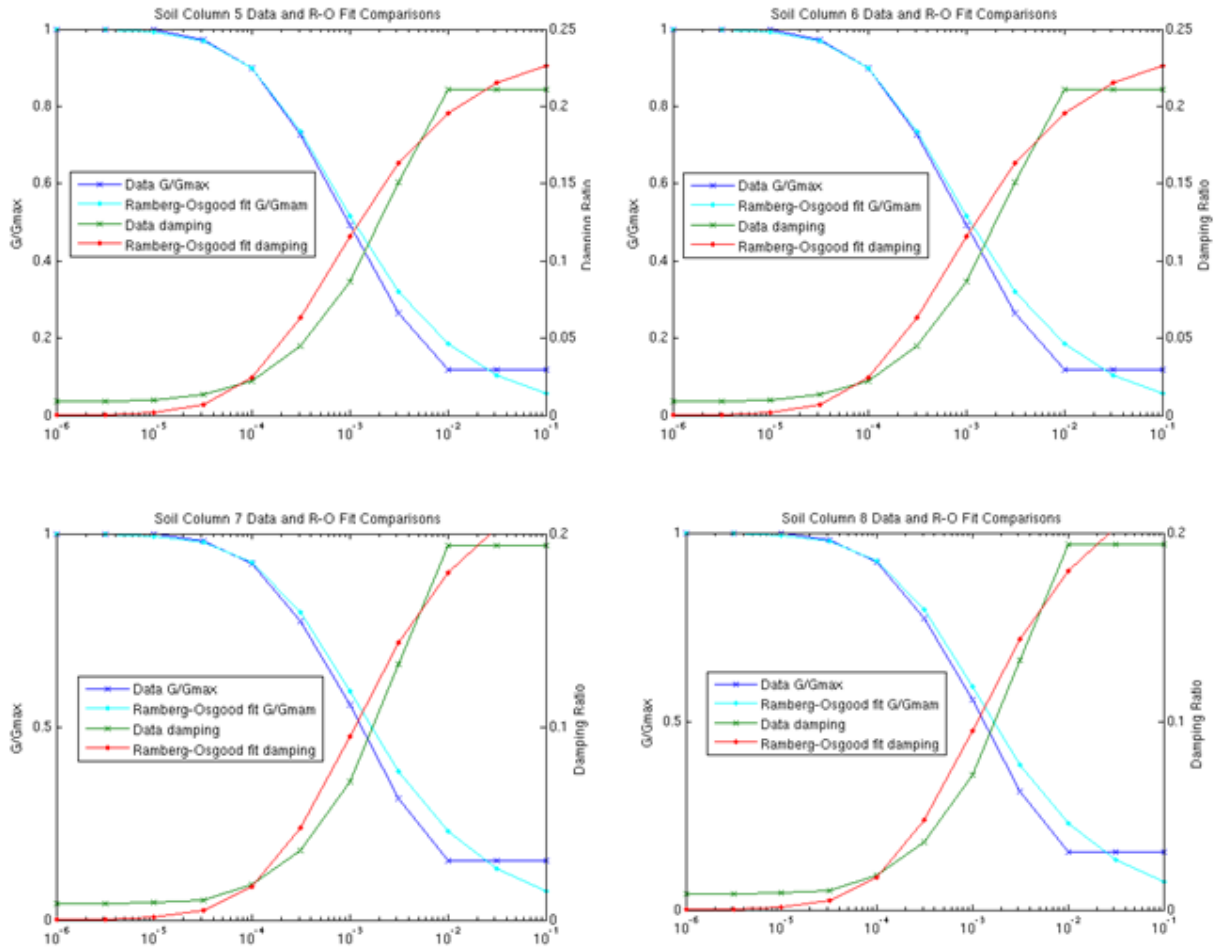 Soil Column 5 Data and R-O Fit Comparisons
1
0.8
0.6
0.4
0.2
0
0.25
0.2
0.15
0.1
0.05
0
G/Gmax
Damping Ratio
Data G/Gmax
Ramberg-Osgood fit G/Gmam
Data damping
Ramberg-Osgood fit damping
10⁻⁶ 10⁻⁵ 10⁻⁴ 10⁻³ 10⁻² 10⁻¹
Soil Column 6 Data and R-O Fit Comparisons
1
0.8
0.6
0.4
0.2
0
0.25
0.2
0.15
0.1
0.05
0
G/Gmax
Damping Ratio
Data G/Gmax
Ramberg-Osgood fit G/Gmam
Data damping
Ramberg-Osgood fit damping
10⁻⁶ 10⁻⁵ 10⁻⁴ 10⁻³ 10⁻² 10⁻¹
Soil Column 7 Data and R-O Fit Comparisons
1
0.5
0
0.2
0.1
0
G/Gmax
Damping Ratio
Data G/Gmax
Ramberg-Osgood fit G/Gmam
Data damping
Ramberg-Osgood fit damping
10⁻⁶ 10⁻⁵ 10⁻⁴ 10⁻³ 10⁻² 10⁻¹
Soil Column 8 Data and R-O Fit Comparisons
1
0.5
0
0.2
0.1
0
G/Gmax
Damping Ratio
Data G/Gmax
Ramberg-Osgood fit G/Gmam
Data damping
Ramberg-Osgood fit damping
10⁻⁶ 10⁻⁵ 10⁻⁴ 10⁻³ 10⁻² 10⁻¹